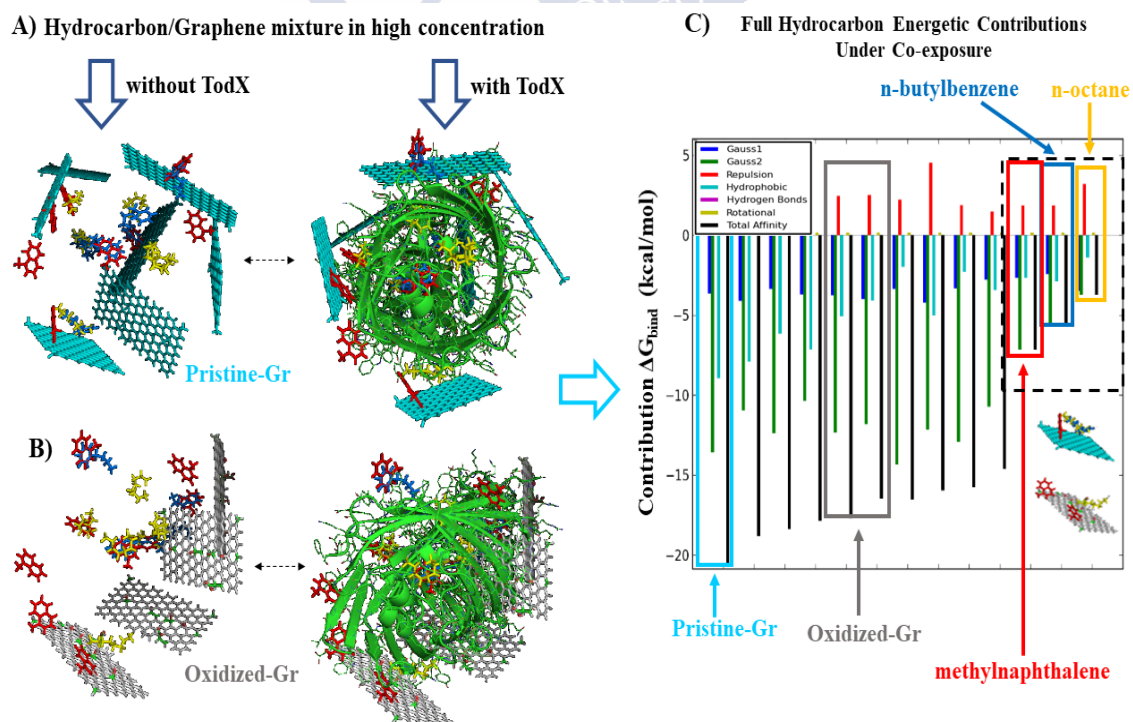 A) Hydrocarbon/Graphene mixture in high concentration
without TodX
with TodX
Pristine-Gr
B)
Oxidized-Gr
C)
Full Hydrocarbon Energetic Contributions
Under Co-exposure
n-butylbenzene
n-octane
Gauss1
Gauss2
Repulsion
Hydrophobic
Hydrogen Bonds
Rotational
Total Affinity
5
0
−5
−10
−15
−20
Contribution ΔGbind (kcal/mol)
Pristine-Gr
Oxidized-Gr
methylnaphthalene